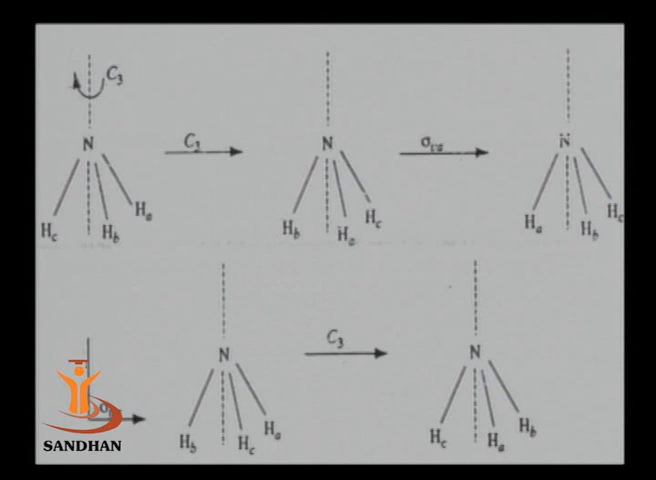 C₃
N N N
C₃ σva
Hc Hb Ha Hb Ha Hc Ha Hb Hc
N N
C₃
σ
Hb Hc Ha Hc Ha Hb
SANDHAN